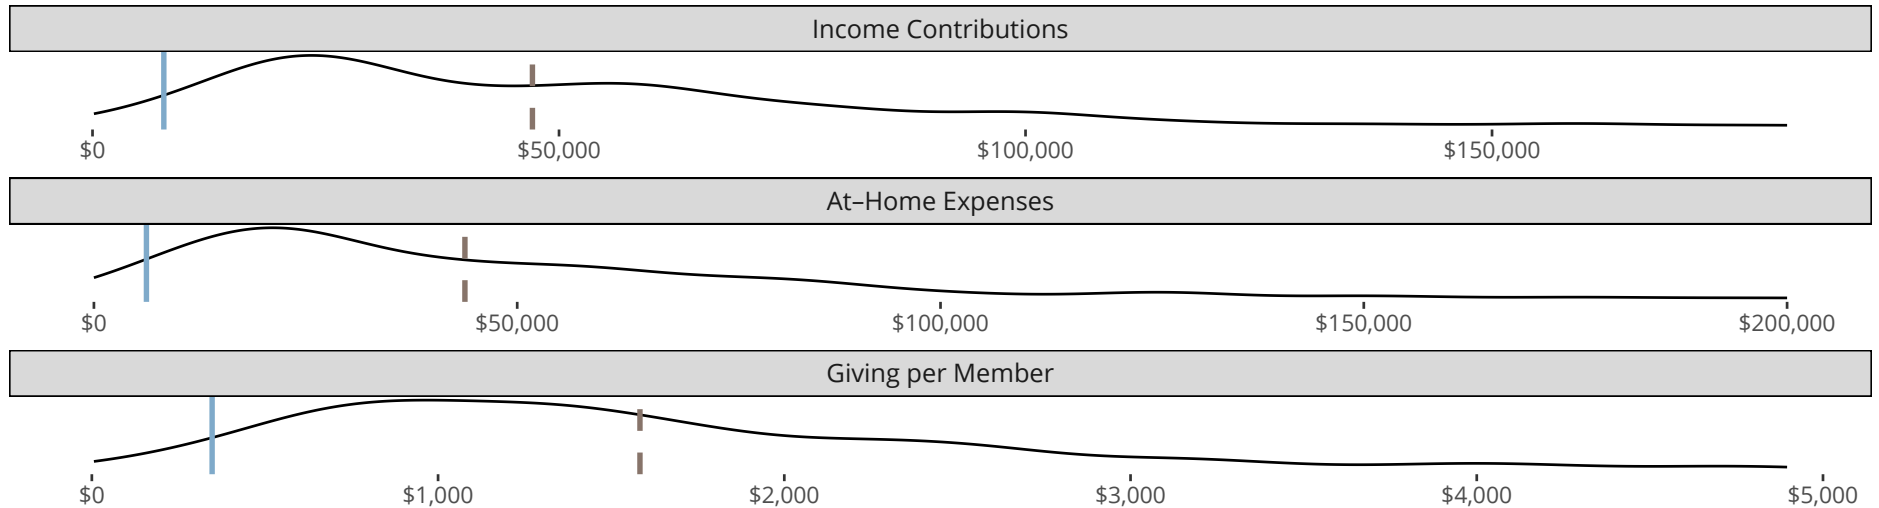 Income Contributions
$0 $50,000 $100,000 $150,000
At–Home Expenses
$0 $50,000 $100,000 $150,000 $200,000
Giving per Member
$0 $1,000 $2,000 $3,000 $4,000 $5,000